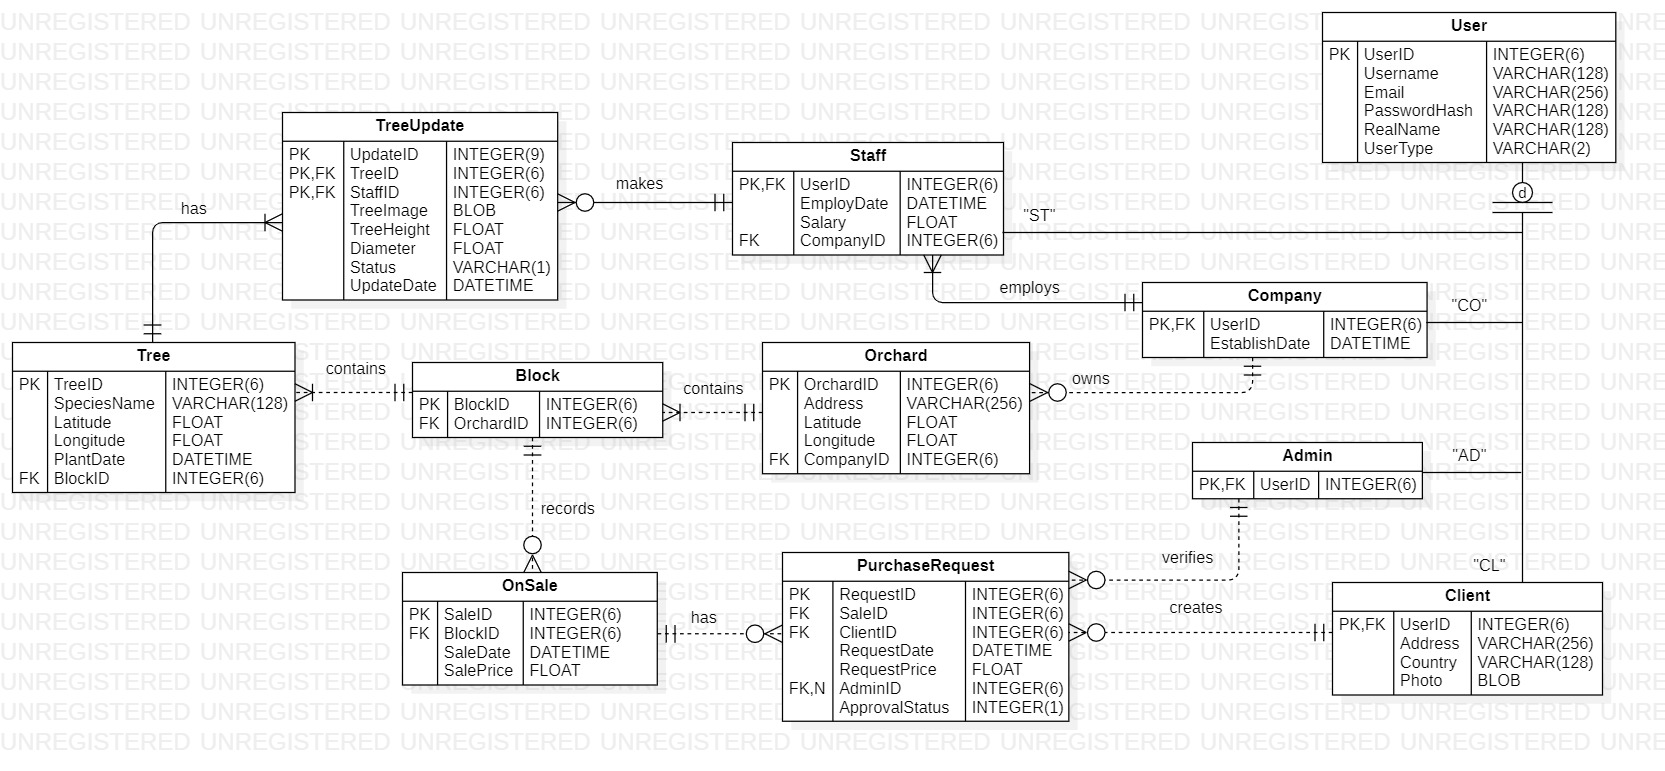 User
PK UserID INTEGER(6)
Username VARCHAR(128)
Email VARCHAR(256)
PasswordHash VARCHAR(128)
RealName VARCHAR(128)
UserType VARCHAR(2)
d
TreeUpdate
PK UpdateID INTEGER(9)
PK,FK TreeID INTEGER(6)
PK,FK StaffID INTEGER(6)
TreeImage BLOB
TreeHeight FLOAT
Diameter FLOAT
Status VARCHAR(1)
UpdateDate DATETIME
makes
has
Staff
PK,FK UserID INTEGER(6)
EmployDate DATETIME
Salary FLOAT
FK CompanyID INTEGER(6)
"ST"
employs
Company
PK,FK UserID INTEGER(6)
EstablishDate DATETIME
"CO"
Tree
PK TreeID INTEGER(6)
SpeciesName VARCHAR(128)
Latitude FLOAT
Longitude FLOAT
PlantDate DATETIME
FK BlockID INTEGER(6)
contains
Block
PK BlockID INTEGER(6)
FK OrchardID INTEGER(6)
contains
Orchard
PK OrchardID INTEGER(6)
Address VARCHAR(256)
Latitude FLOAT
Longitude FLOAT
FK CompanyID INTEGER(6)
owns
Admin
PK,FK UserID INTEGER(6)
"AD"
records
verifies
"CL"
OnSale
PK SaleID INTEGER(6)
FK BlockID INTEGER(6)
SaleDate DATETIME
SalePrice FLOAT
has
PurchaseRequest
PK RequestID INTEGER(6)
FK SaleID INTEGER(6)
FK ClientID INTEGER(6)
RequestDate DATETIME
RequestPrice FLOAT
FK,N AdminID INTEGER(6)
ApprovalStatus INTEGER(1)
creates
Client
PK,FK UserID INTEGER(6)
Address VARCHAR(256)
Country VARCHAR(128)
Photo BLOB
UNREGISTERED